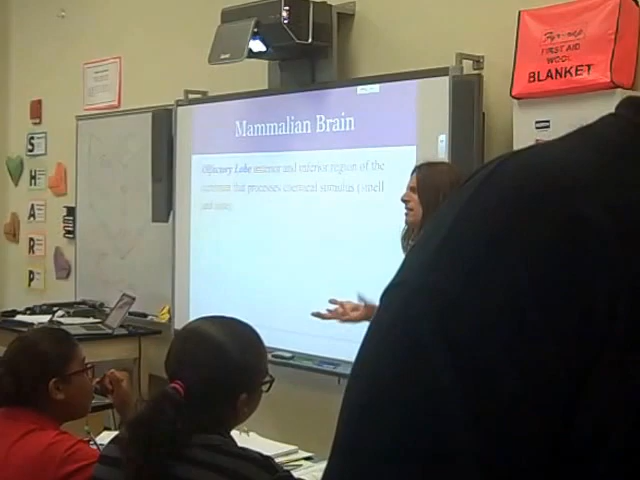 FIRST AID
WOOL
BLANKET
Mammalian Brain
Olfactory Lobe anterior and inferior region of the
cerebrum that processes chemical stimulus (smell
S
H
A
R
P